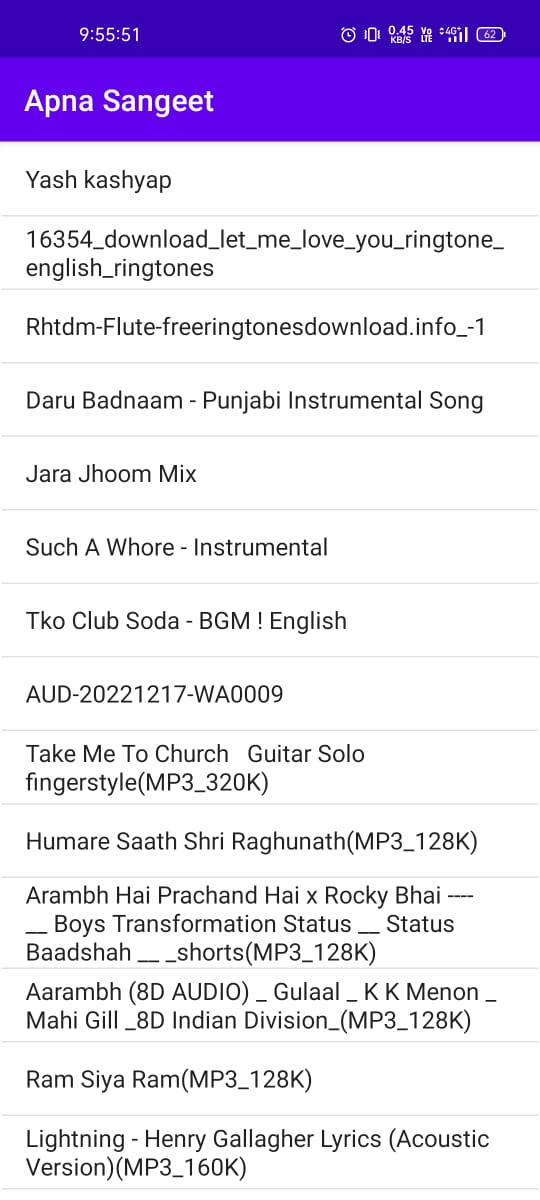 9:55:51 0.45 KB/S Vo LTE 4G+ 62
Apna Sangeet
Yash kashyap
16354_download_let_me_love_you_ringtone_
english_ringtones
Rhtdm-Flute-freeringtonesdownload.info_-1
Daru Badnaam - Punjabi Instrumental Song
Jara Jhoom Mix
Such A Whore - Instrumental
Tko Club Soda - BGM ! English
AUD-20221217-WA0009
Take Me To Church   Guitar Solo
fingerstyle(MP3_320K)
Humare Saath Shri Raghunath(MP3_128K)
Arambh Hai Prachand Hai x Rocky Bhai ----
__ Boys Transformation Status __ Status
Baadshah __ _shorts(MP3_128K)
Aarambh (8D AUDIO) _ Gulaal _ K K Menon _
Mahi Gill _8D Indian Division_(MP3_128K)
Ram Siya Ram(MP3_128K)
Lightning - Henry Gallagher Lyrics (Acoustic
Version)(MP3_160K)